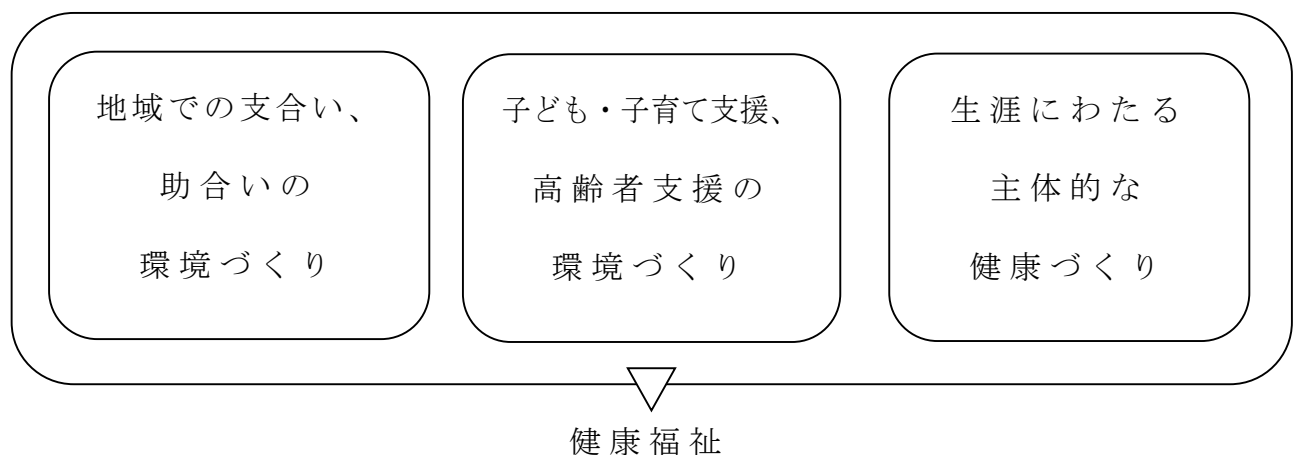 地域での支合い、
助合いの
環境づくり
子ども・子育て支援、
高齢者支援の
環境づくり
生涯にわたる
主体的な
健康づくり
健康福祉